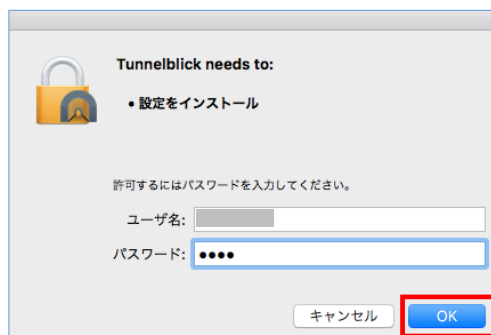 Tunnelblick needs to:
• 設定をインストール
許可するにはパスワードを入力してください。
ユーザ名:
パスワード: ●●●●
キャンセル OK